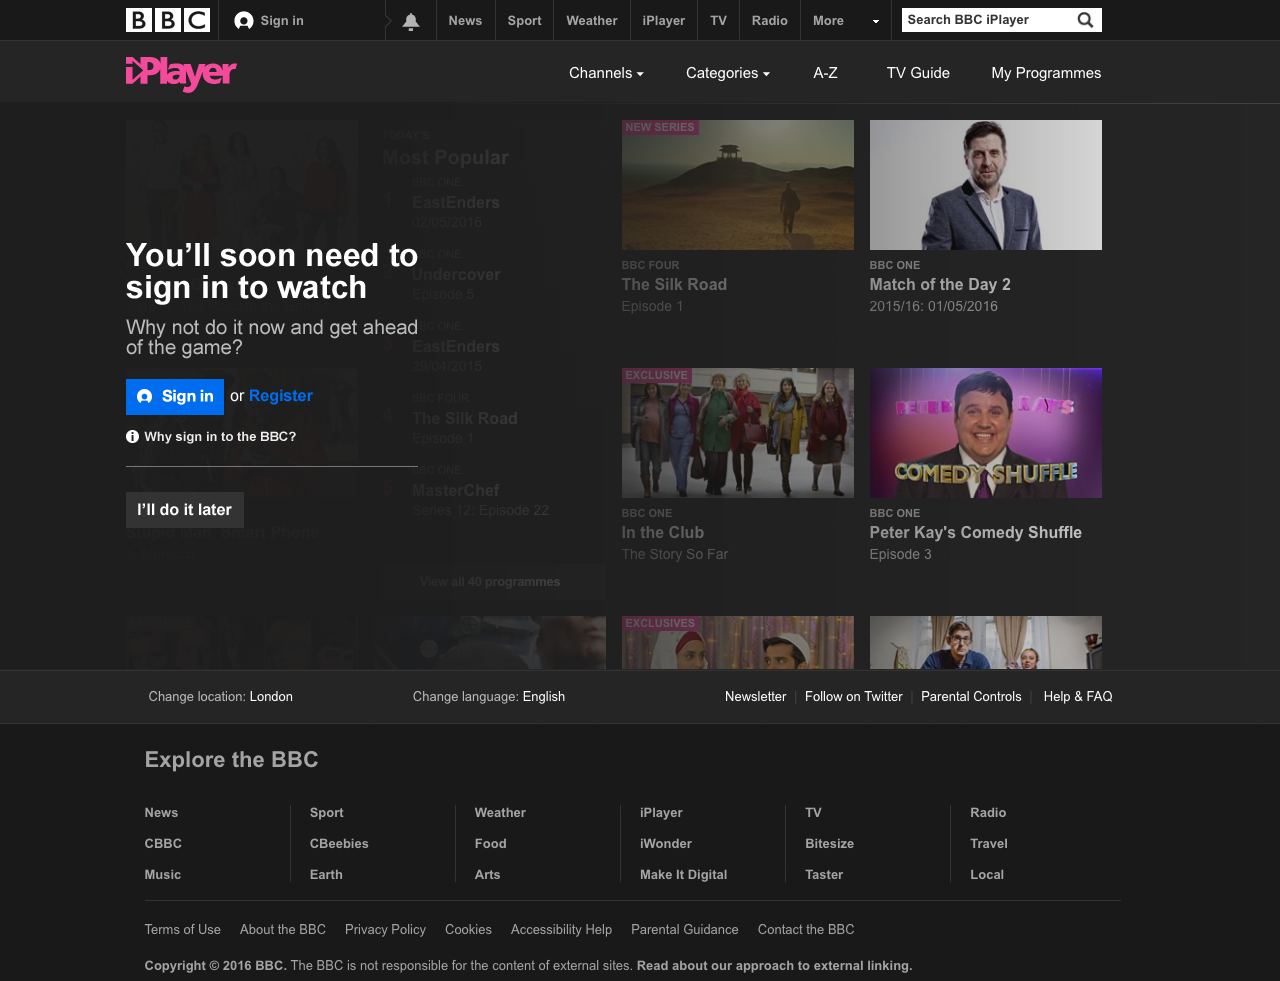 BBC
Sign in
News
Sport
Weather
iPlayer
TV
Radio
More
Search BBC iPlayer
iPlayer
Channels
Categories
A-Z
TV Guide
My Programmes
You’ll soon need to
sign in to watch
Why not do it now and get ahead
of the game?
Sign in or Register
Why sign in to the BBC?
I’ll do it later
TODAY'S
Most Popular
BBC ONE
EastEnders
02/05/2016
BBC ONE
Undercover
Episode 5
BBC ONE
EastEnders
29/04/2015
BBC FOUR
The Silk Road
Episode 1
BBC ONE
MasterChef
Series 12: Episode 22
View all 40 programmes
Stupid Man, Smart Phone
NEW SERIES
BBC FOUR
The Silk Road
Episode 1
BBC ONE
Match of the Day 2
2015/16: 01/05/2016
EXCLUSIVE
BBC ONE
In the Club
The Story So Far
PETER KAY'S
COMEDY SHUFFLE
BBC ONE
Peter Kay's Comedy Shuffle
Episode 3
EXCLUSIVES
Change location: London
Change language: English
Newsletter
Follow on Twitter
Parental Controls
Help & FAQ
Explore the BBC
News
Sport
Weather
iPlayer
TV
Radio
CBBC
CBeebies
Food
iWonder
Bitesize
Travel
Music
Earth
Arts
Make It Digital
Taster
Local
Terms of Use
About the BBC
Privacy Policy
Cookies
Accessibility Help
Parental Guidance
Contact the BBC
Copyright © 2016 BBC. The BBC is not responsible for the content of external sites. Read about our approach to external linking.